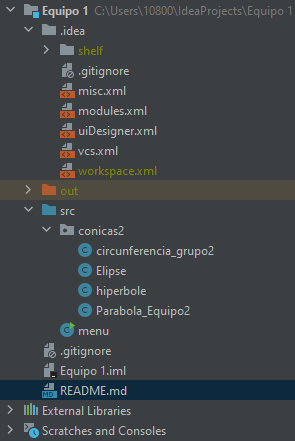 Equipo 1 C:\Users\10800\IdeaProjects\Equipo 1
.idea
shelf
.gitignore
misc.xml
modules.xml
uiDesigner.xml
vcs.xml
workspace.xml
out
src
conicas2
circunferencia_grupo2
Elipse
hiperbole
Parabola_Equipo2
menu
.gitignore
Equipo 1.iml
README.md
External Libraries
Scratches and Consoles